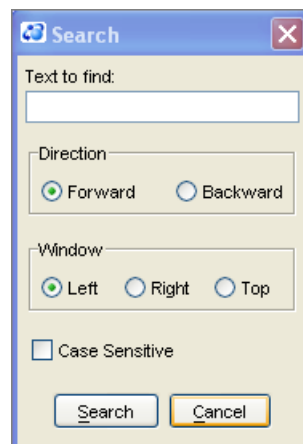 Search
Text to find:
Direction
Forward Backward
Window
Left Right Top
Case Sensitive
Search Cancel